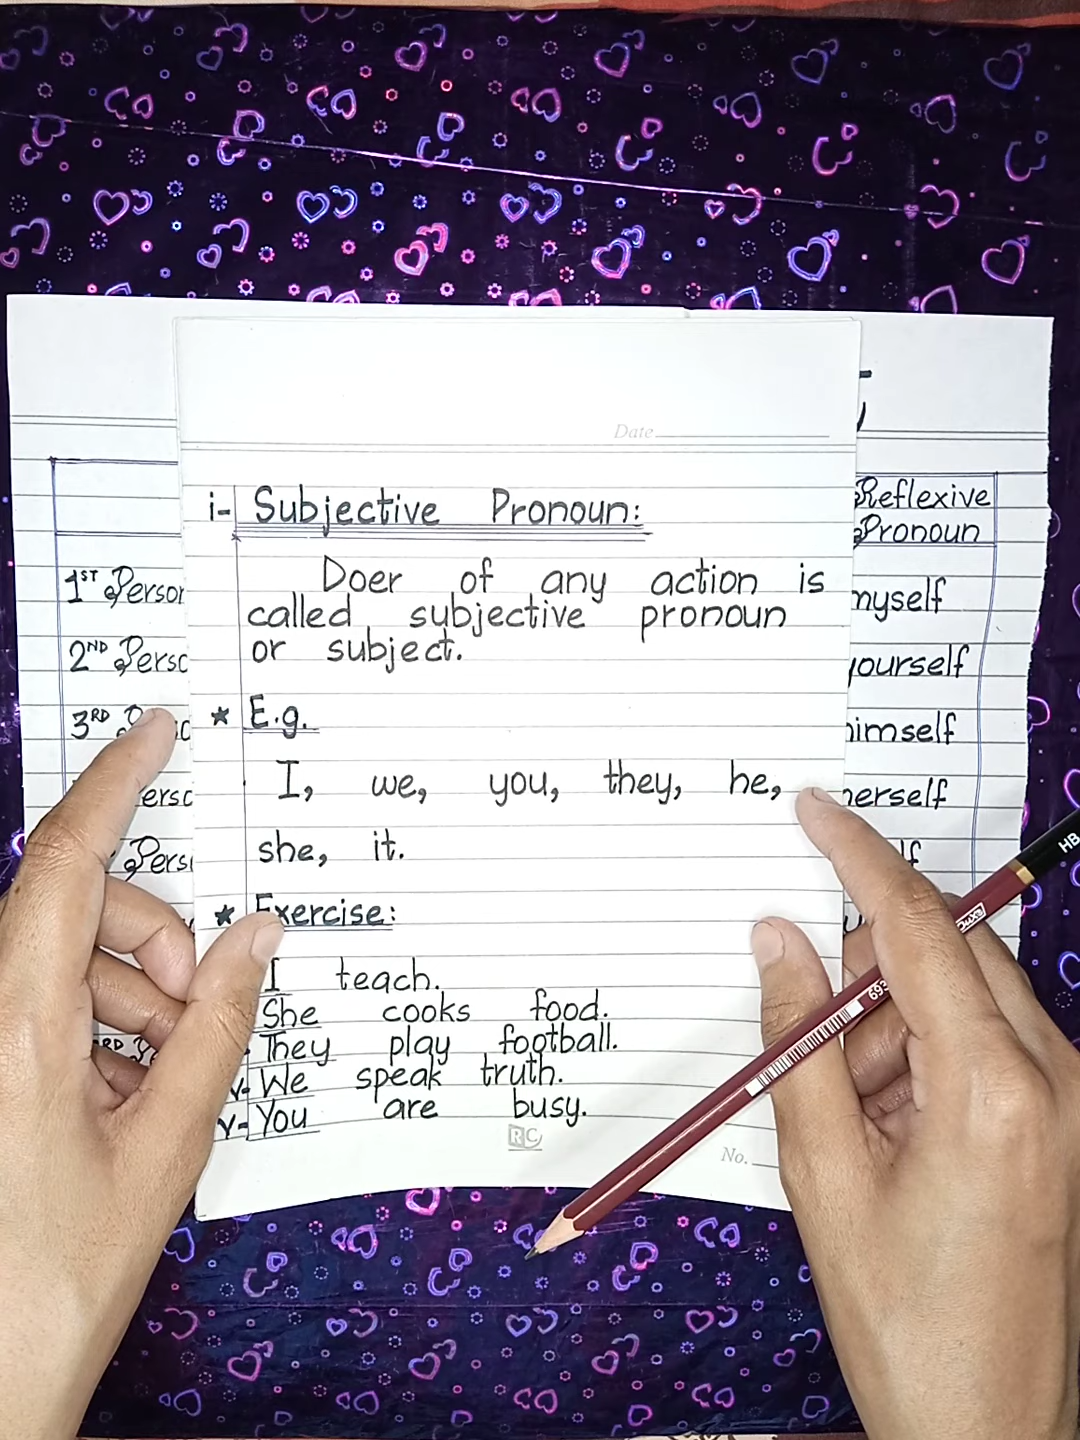 Date
i- Subjective Pronoun:
Doer of any action is
called subjective pronoun
or subject.
★ E.g.
I, we, you, they, he,
she, it.
★ Exercise:
I teach.
She cooks food.
They play football.
We speak truth.
v- You are busy.
RC
No.
1ST Person
2ND
3RD
Reflexive
Pronoun
myself
yourself
himself
herself
HB